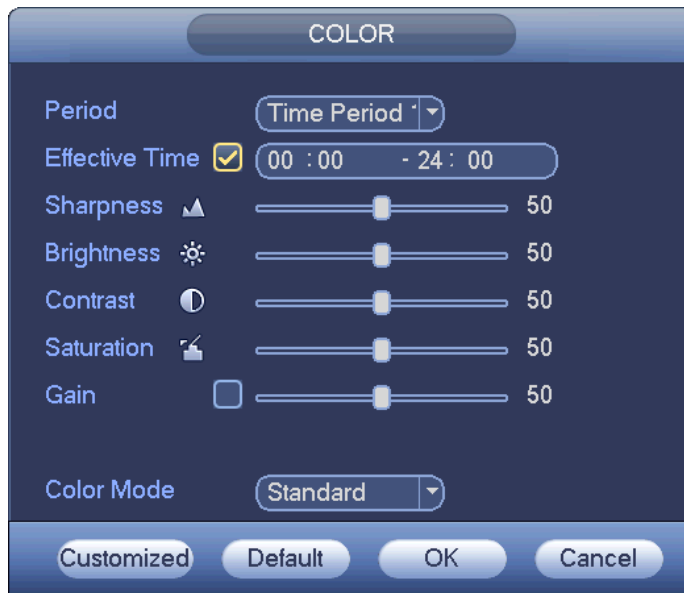 COLOR
Period Time Period 1
Effective Time 00 :00 - 24 : 00
Sharpness 50
Brightness 50
Contrast 50
Saturation 50
Gain 50
Color Mode Standard
Customized Default OK Cancel